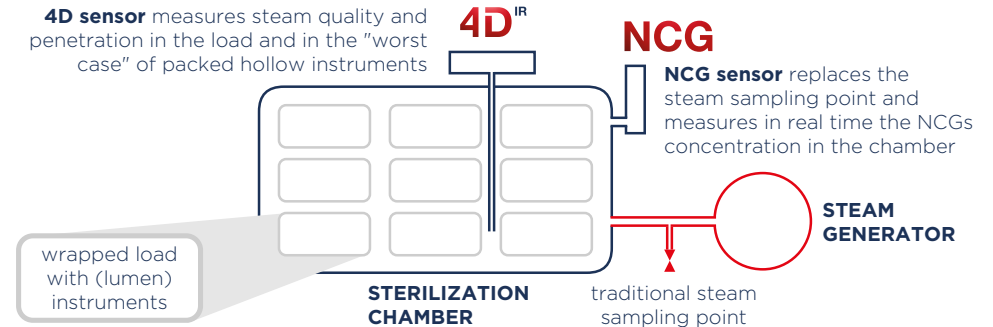 4D sensor measures steam quality and
penetration in the load and in the "worst
case" of packed hollow instruments
4D IR
NCG
NCG sensor replaces the
steam sampling point and
measures in real time the NCGs
concentration in the chamber
STEAM
GENERATOR
wrapped load
with (lumen)
instruments
STERILIZATION
CHAMBER
traditional steam
sampling point